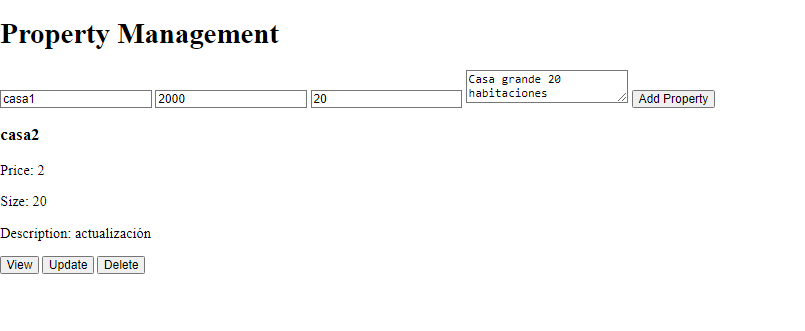 Property Management
casa1 2000 20 Casa grande 20
habitaciones Add Property
casa2
Price: 2
Size: 20
Description: actualización
View Update Delete